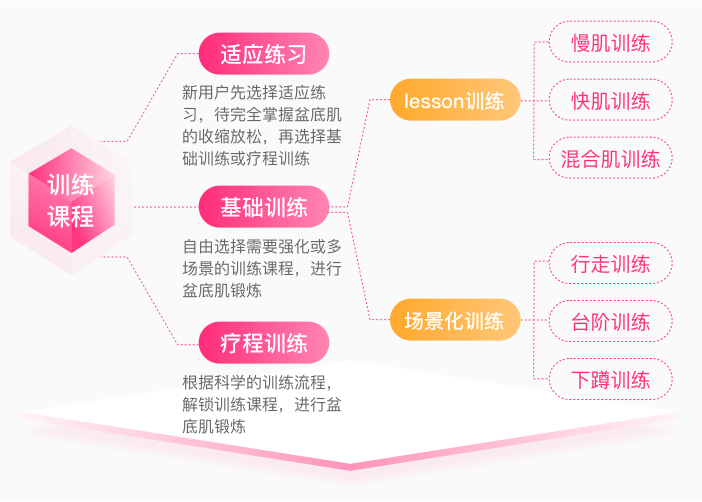 训练
课程
适应练习
新用户先选择适应练
习，待完全掌握盆底肌
的收缩放松，再选择基
础训练或疗程训练
基础训练
自由选择需要强化或多
场景的训练课程，进行
盆底肌锻炼
疗程训练
根据科学的训练流程，
解锁训练课程，进行盆
底肌锻炼
lesson训练
慢肌训练
快肌训练
混合肌训练
场景化训练
行走训练
台阶训练
下蹲训练